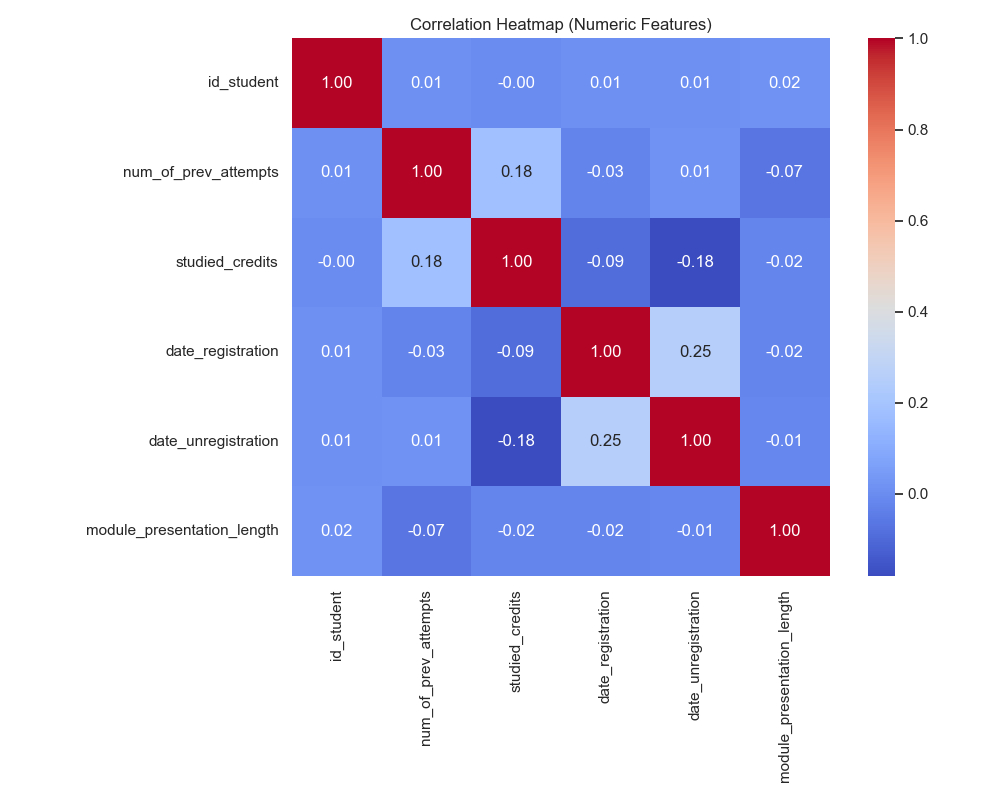 Correlation Heatmap (Numeric Features)
id_student 1.00 0.01 -0.00 0.01 0.01 0.02
num_of_prev_attempts 0.01 1.00 0.18 -0.03 0.01 -0.07
studied_credits -0.00 0.18 1.00 -0.09 -0.18 -0.02
date_registration 0.01 -0.03 -0.09 1.00 0.25 -0.02
date_unregistration 0.01 0.01 -0.18 0.25 1.00 -0.01
module_presentation_length 0.02 -0.07 -0.02 -0.02 -0.01 1.00
id_student
num_of_prev_attempts
studied_credits
date_registration
date_unregistration
module_presentation_length
1.0
0.8
0.6
0.4
0.2
0.0